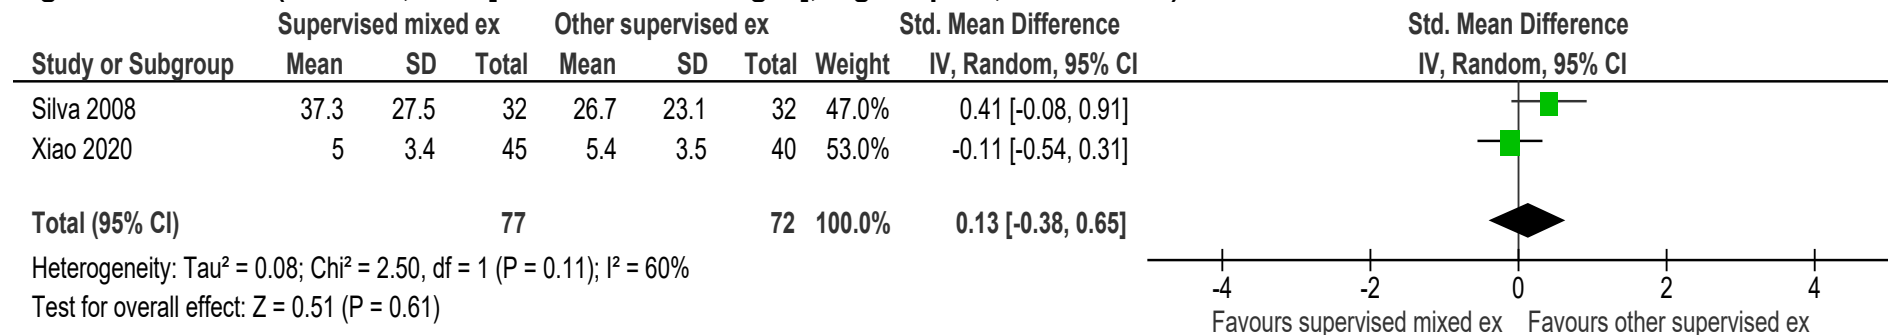 Supervised mixed ex Other supervised ex Std. Mean Difference Std. Mean Difference
Study or Subgroup Mean SD Total Mean SD Total Weight IV, Random, 95% CI IV, Random, 95% CI
Silva 2008 37.3 27.5 32 26.7 23.1 32 47.0% 0.41 [-0.08, 0.91]
Xiao 2020 5 3.4 45 5.4 3.5 40 53.0% -0.11 [-0.54, 0.31]
Total (95% CI) 77 72 100.0% 0.13 [-0.38, 0.65]
Heterogeneity: Tau² = 0.08; Chi² = 2.50, df = 1 (P = 0.11); I² = 60%
Test for overall effect: Z = 0.51 (P = 0.61)
-4 -2 0 2 4
Favours supervised mixed ex Favours other supervised ex